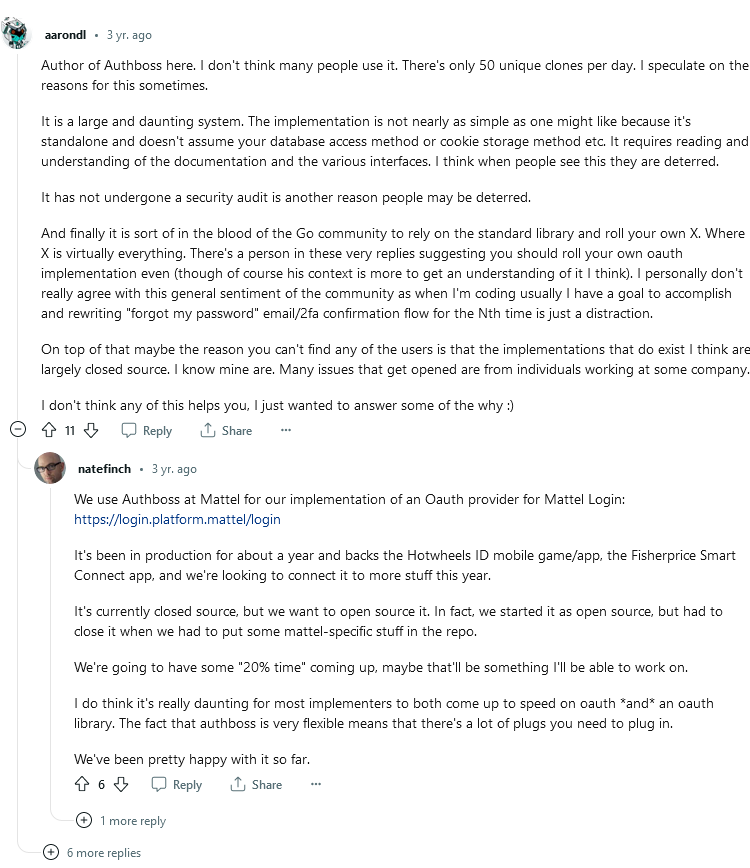 aarondl • 3 yr. ago
Author of Authboss here. I don't think many people use it. There's only 50 unique clones per day. I speculate on the
reasons for this sometimes.
It is a large and daunting system. The implementation is not nearly as simple as one might like because it's
standalone and doesn't assume your database access method or cookie storage method etc. It requires reading and
understanding of the documentation and the various interfaces. I think when people see this they are deterred.
It has not undergone a security audit is another reason people may be deterred.
And finally it is sort of in the blood of the Go community to rely on the standard library and roll your own X. Where
X is virtually everything. There's a person in these very replies suggesting you should roll your own oauth
implementation even (though of course his context is more to get an understanding of it I think). I personally don't
really agree with this general sentiment of the community as when I'm coding usually I have a goal to accomplish
and rewriting "forgot my password" email/2fa confirmation flow for the Nth time is just a distraction.
On top of that maybe the reason you can't find any of the users is that the implementations that do exist I think are
largely closed source. I know mine are. Many issues that get opened are from individuals working at some company.
I don't think any of this helps you, I just wanted to answer some of the why :)
11 Reply Share ···
natefinch • 3 yr. ago
We use Authboss at Mattel for our implementation of an Oauth provider for Mattel Login:
https://login.platform.mattel/login
It's been in production for about a year and backs the Hotwheels ID mobile game/app, the Fisherprice Smart
Connect app, and we're looking to connect it to more stuff this year.
It's currently closed source, but we want to open source it. In fact, we started it as open source, but had to
close it when we had to put some mattel-specific stuff in the repo.
We're going to have some "20% time" coming up, maybe that'll be something I'll be able to work on.
I do think it's really daunting for most implementers to both come up to speed on oauth *and* an oauth
library. The fact that authboss is very flexible means that there's a lot of plugs you need to plug in.
We've been pretty happy with it so far.
6 Reply Share ···
1 more reply
6 more replies